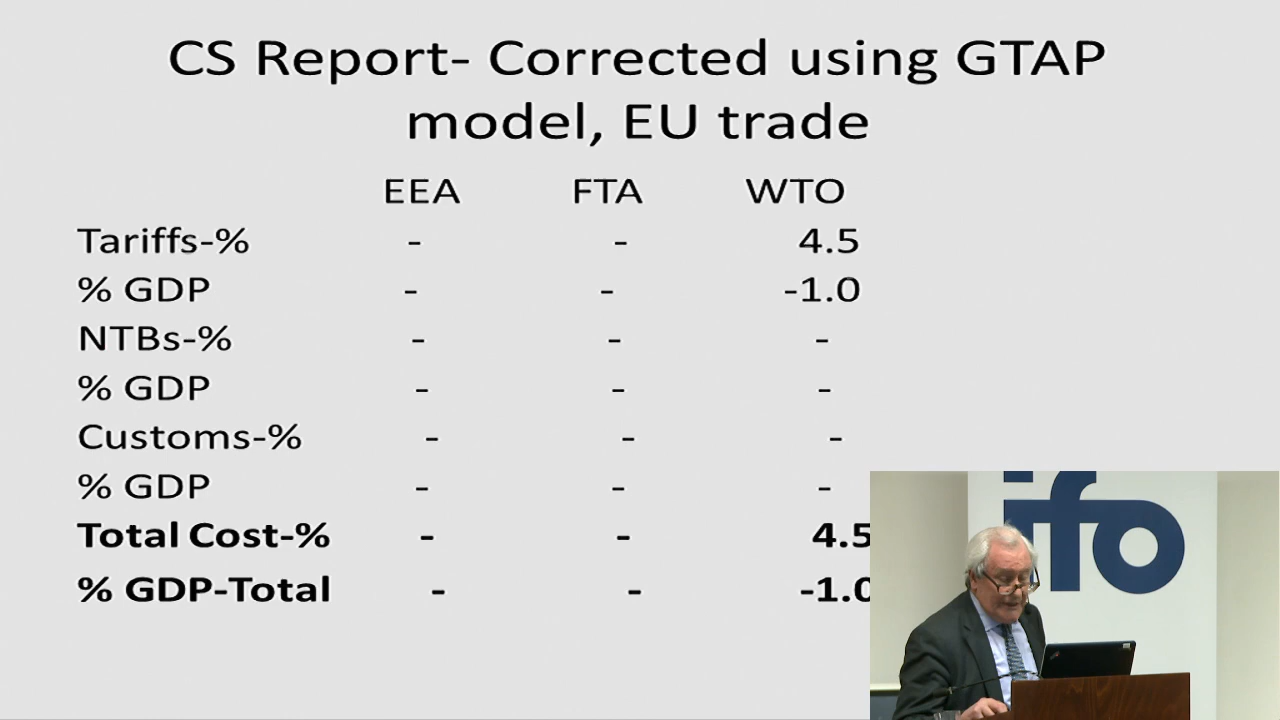 CS Report- Corrected using GTAP
model, EU trade
EEA FTA WTO
Tariffs-% - - 4.5
% GDP - - -1.0
NTBs-% - - -
% GDP - - -
Customs-% - - -
% GDP - - -
Total Cost-% - - 4.5
% GDP-Total - - -1.0
ifo